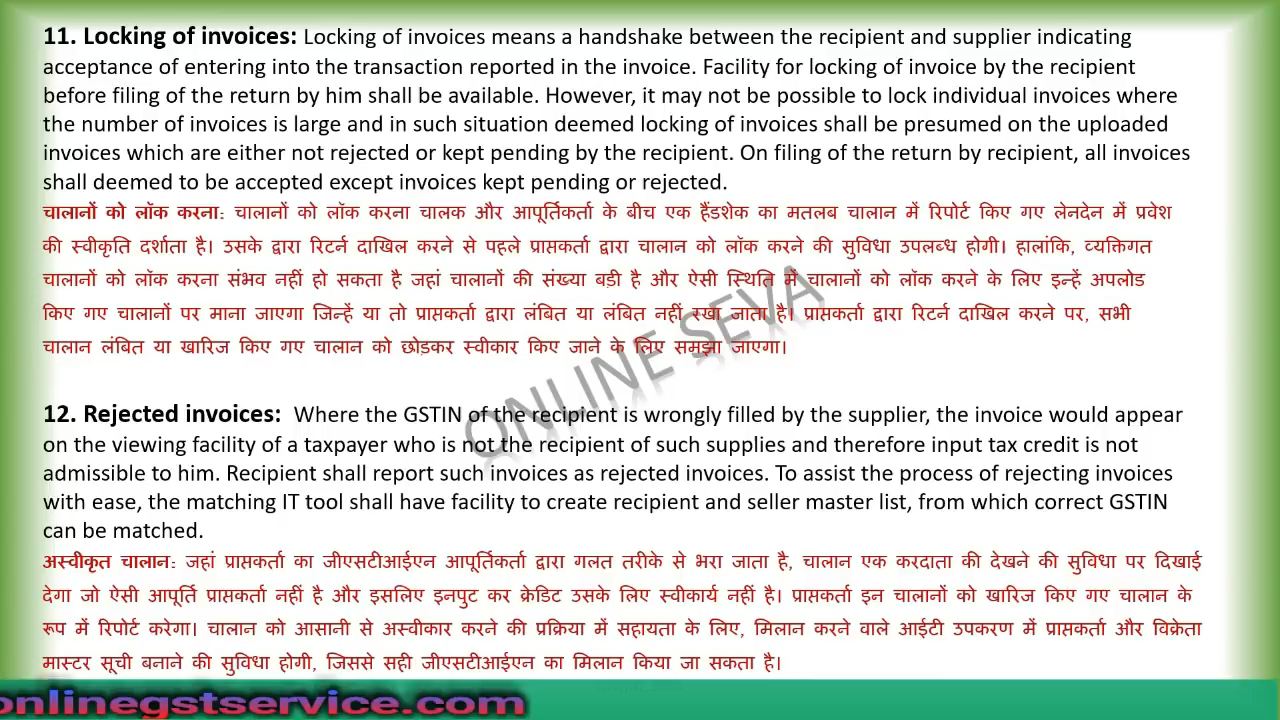 11. Locking of invoices: Locking of invoices means a handshake between the recipient and supplier indicating
acceptance of entering into the transaction reported in the invoice. Facility for locking of invoice by the recipient
before filing of the return by him shall be available. However, it may not be possible to lock individual invoices where
the number of invoices is large and in such situation deemed locking of invoices shall be presumed on the uploaded
invoices which are either not rejected or kept pending by the recipient. On filing of the return by recipient, all invoices
shall deemed to be accepted except invoices kept pending or rejected.
चालानों को लॉक करना: चालानों को लॉक करना चालक और आपूर्तिकर्ता के बीच एक हैंडशेक का मतलब चालान में रिपोर्ट किए गए लेनदेन में प्रवेश
की स्वीकृति दर्शाता है। उसके द्वारा रिटर्न दाखिल करने से पहले प्राप्तकर्ता द्वारा चालान को लॉक करने की सुविधा उपलब्ध होगी। हालांकि, व्यक्तिगत
चालानों को लॉक करना संभव नहीं हो सकता है जहां चालानों की संख्या बड़ी है और ऐसी स्थिति में चालानों को लॉक करने के लिए इन्हें अपलोड
किए गए चालानों पर माना जाएगा जिन्हें या तो प्राप्तकर्ता द्वारा लंबित या लंबित नहीं रखा जाता है। प्राप्तकर्ता द्वारा रिटर्न दाखिल करने पर, सभी
चालान लंबित या खारिज किए गए चालान को छोड़कर स्वीकार किए जाने के लिए समझा जाएगा।
ONLINE SEVA
12. Rejected invoices: Where the GSTIN of the recipient is wrongly filled by the supplier, the invoice would appear
on the viewing facility of a taxpayer who is not the recipient of such supplies and therefore input tax credit is not
admissible to him. Recipient shall report such invoices as rejected invoices. To assist the process of rejecting invoices
with ease, the matching IT tool shall have facility to create recipient and seller master list, from which correct GSTIN
can be matched.
अस्वीकृत चालान: जहां प्राप्तकर्ता का जीएसटीआईएन आपूर्तिकर्ता द्वारा गलत तरीके से भरा जाता है, चालान एक करदाता की देखने की सुविधा पर दिखाई
देगा जो ऐसी आपूर्ति प्राप्तकर्ता नहीं है और इसलिए इनपुट कर क्रेडिट उसके लिए स्वीकार्य नहीं है। प्राप्तकर्ता इन चालानों को खारिज किए गए चालान के
रूप में रिपोर्ट करेगा। चालान को आसानी से अस्वीकार करने की प्रक्रिया में सहायता के लिए, मिलान करने वाले आईटी उपकरण में प्राप्तकर्ता और विक्रेता
मास्टर सूची बनाने की सुविधा होगी, जिससे सही जीएसटीआईएन का मिलान किया जा सकता है।
onlinegstservice.com